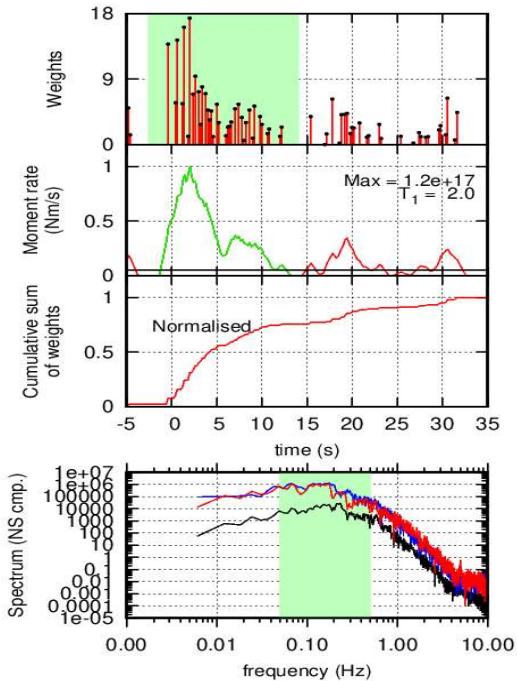 18
9
0
Weights
1
0.5
0
Moment rate
(Nm/s)
Max = 1.2e+17
T1 = 2.0
1
0.5
0
Cumulative sum
of weights
Normalised
-5 0 5 10 15 20 25 30 35
time (s)
1e+07
1e+06
100000
10000
1000
100
10
1
0.1
0.01
0.001
0.0001
1e-05
Spectrum (NS cmp.)
0.00 0.01 0.10 1.00 10.00
frequency (Hz)